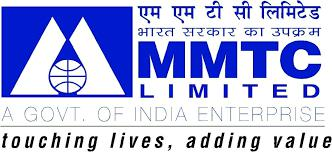 एम एम टी सी लिमिटेड
भारत सरकार का उपक्रम
MMTC
LIMITED
A GOVT. OF INDIA ENTERPRISE
touching lives, adding value